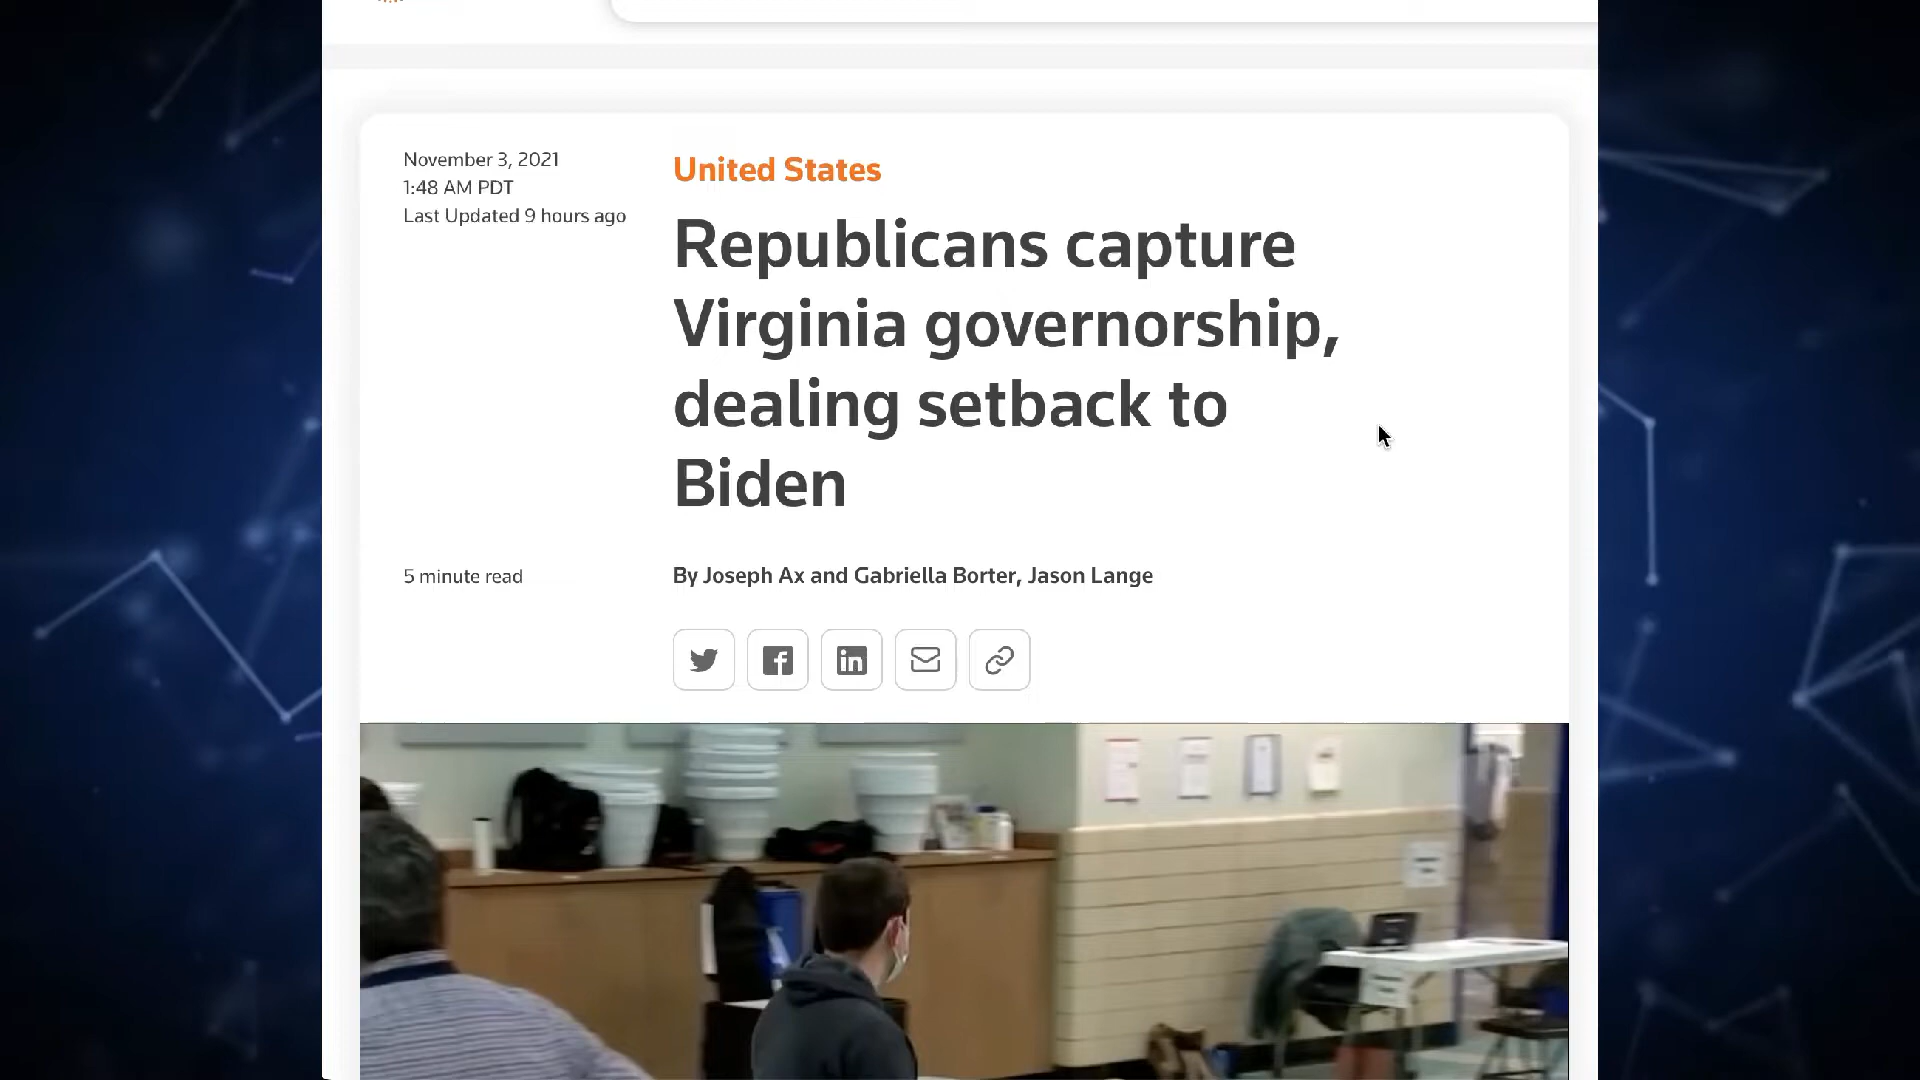 November 3, 2021
1:48 AM PDT
Last Updated 9 hours ago
United States
Republicans capture
Virginia governorship,
dealing setback to
Biden
5 minute read
By Joseph Ax and Gabriella Borter, Jason Lange